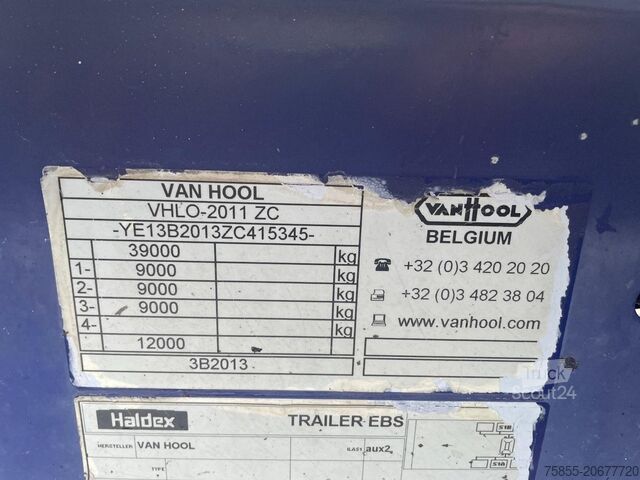 VAN HOOL
VHLO-2011 ZC
-YE13B2013ZC415345-
39000 kg
1- 9000 kg
2- 9000 kg
3- 9000 kg
4- kg
12000
3B2013
VANHOOL
BELGIUM
+32 (0)3 420 20 20
+32 (0)3 482 38 04
www.vanhool.com
Truck
Scout24
Haldex TRAILER EBS
HERSTELLER VAN HOOL aux2
TYPE
75855-20677720